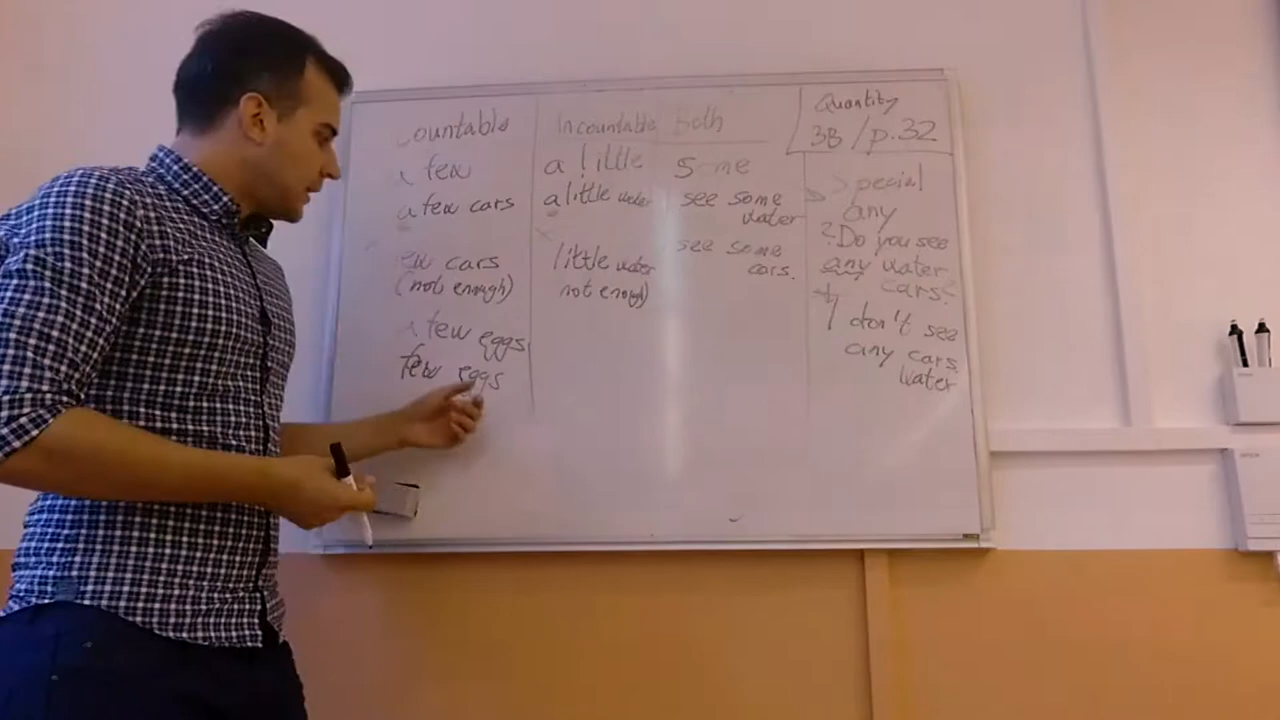 Countable
a few
a few cars
few cars
(not enough)
a few eggs
few eggs
Incountable
a little
a little water
little water
not enough)
Both
some
see some
water
see some
cars.
Quantity
3B / p.32
Special
any
? Do you see
any water
cars?
I don't see
any cars.
water
EPSON
EPSON